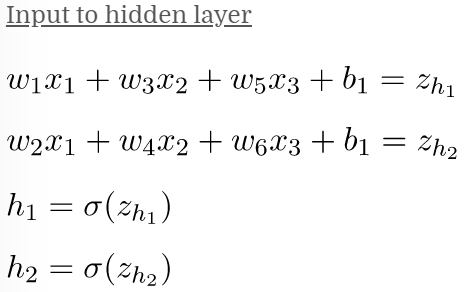 Input to hidden layer
w₁x₁ + w₃x₂ + w₅x₃ + b₁ = z_{h₁}
w₂x₁ + w₄x₂ + w₆x₃ + b₁ = z_{h₂}
h₁ = σ(z_{h₁})
h₂ = σ(z_{h₂})